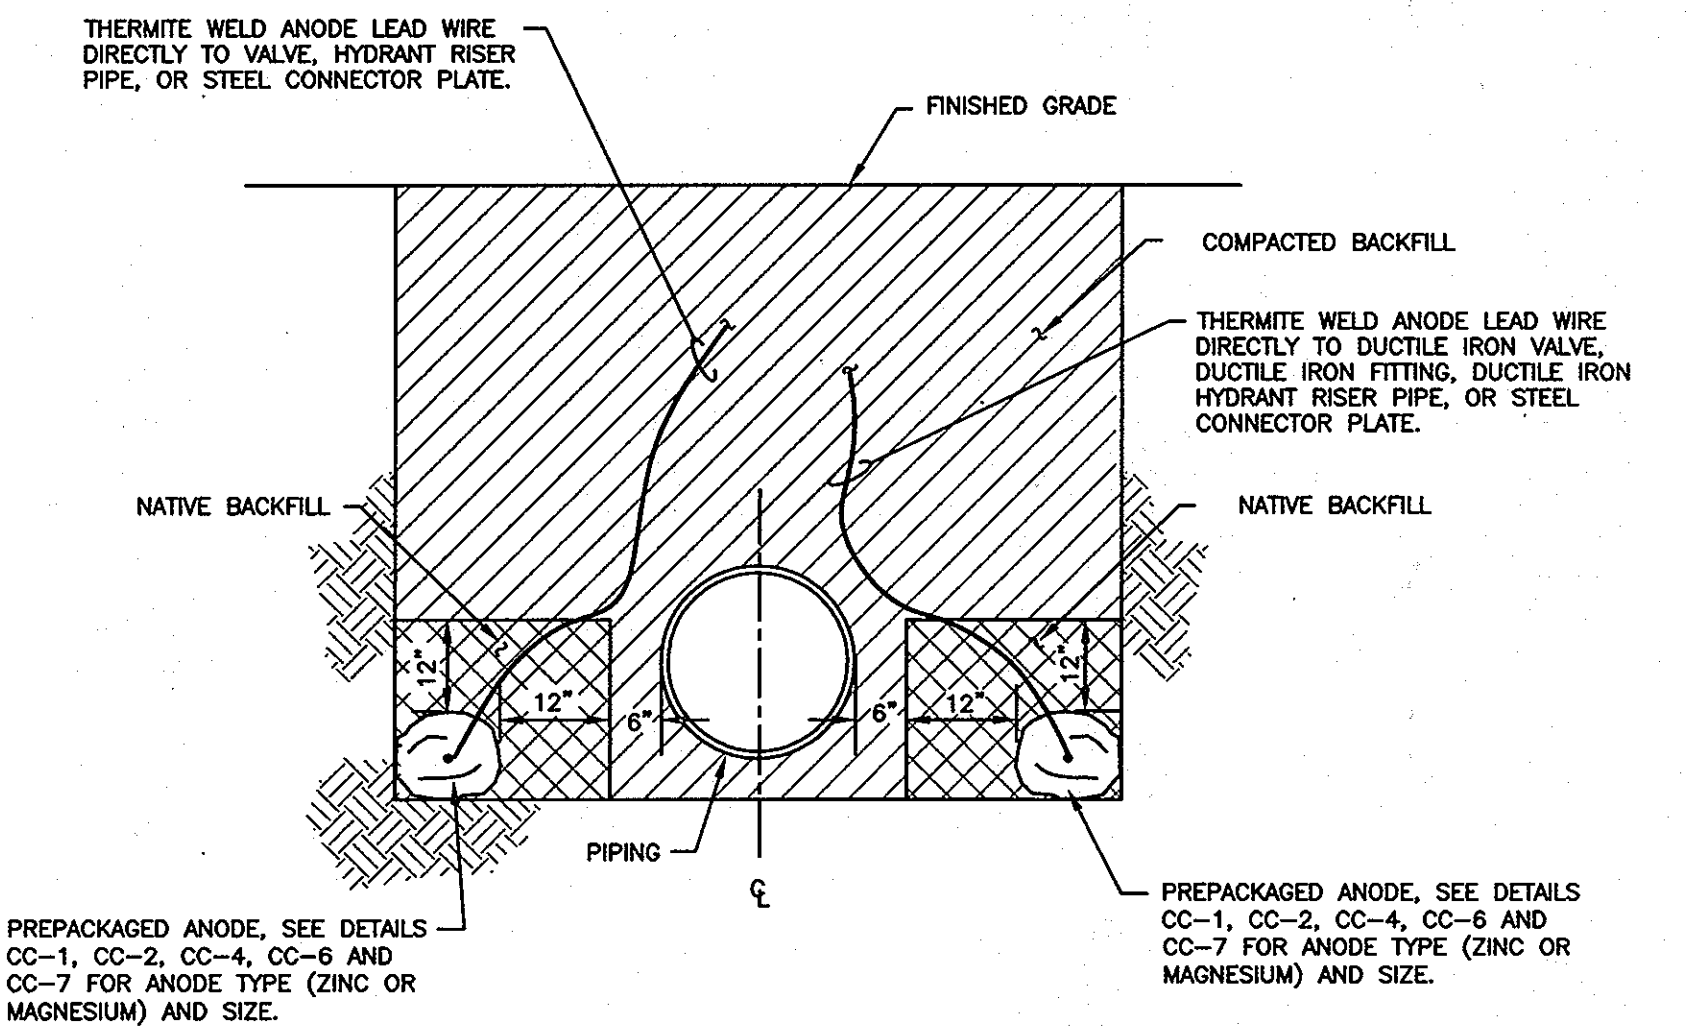 THERMITE WELD ANODE LEAD WIRE
DIRECTLY TO VALVE, HYDRANT RISER
PIPE, OR STEEL CONNECTOR PLATE.
FINISHED GRADE
COMPACTED BACKFILL
THERMITE WELD ANODE LEAD WIRE
DIRECTLY TO DUCTILE IRON VALVE,
DUCTILE IRON FITTING, DUCTILE IRON
HYDRANT RISER PIPE, OR STEEL
CONNECTOR PLATE.
NATIVE BACKFILL
NATIVE BACKFILL
12"
12"
12"
6"
6"
12"
PIPING
℄
PREPACKAGED ANODE, SEE DETAILS
CC-1, CC-2, CC-4, CC-6 AND
CC-7 FOR ANODE TYPE (ZINC OR
MAGNESIUM) AND SIZE.
PREPACKAGED ANODE, SEE DETAILS
CC-1, CC-2, CC-4, CC-6 AND
CC-7 FOR ANODE TYPE (ZINC OR
MAGNESIUM) AND SIZE.